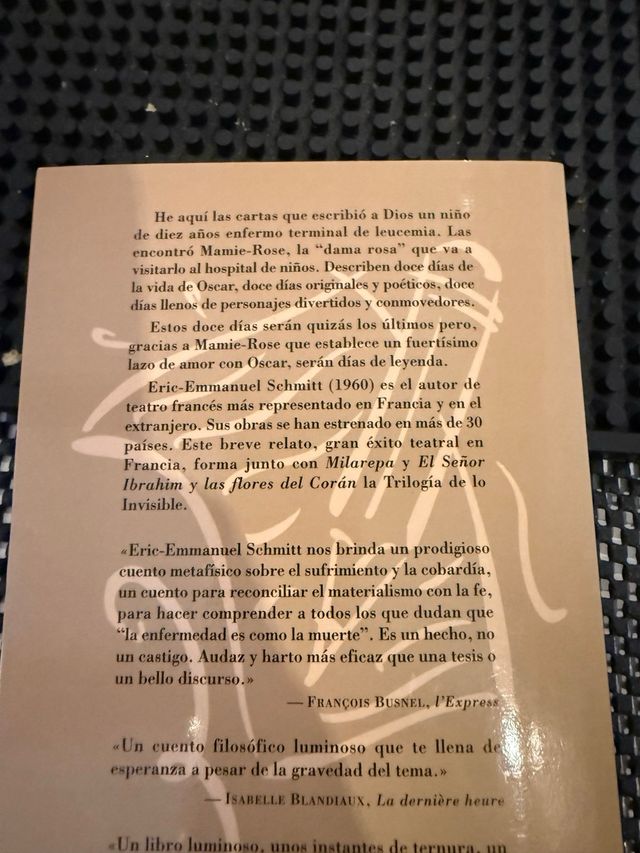 He aquí las cartas que escribió a Dios un niño
de diez años enfermo terminal de leucemia. Las
encontró Mamie-Rose, la “dama rosa” que va a
visitarlo al hospital de niños. Describen doce días de
la vida de Oscar, doce días originales y poéticos, doce
días llenos de personajes divertidos y conmovedores.
Estos doce días serán quizás los últimos pero,
gracias a Mamie-Rose que establece un fuertísimo
lazo de amor con Oscar, serán días de leyenda.
Eric-Emmanuel Schmitt (1960) es el autor de
teatro francés más representado en Francia y en el
extranjero. Sus obras se han estrenado en más de 30
países. Este breve relato, gran éxito teatral en
Francia, forma junto con Milarepa y El Señor
Ibrahim y las flores del Corán la Trilogía de lo
Invisible.
«Eric-Emmanuel Schmitt nos brinda un prodigioso
cuento metafísico sobre el sufrimiento y la cobardía,
un cuento para reconciliar el materialismo con la fe,
para hacer comprender a todos los que dudan que
“la enfermedad es como la muerte”. Es un hecho, no
un castigo. Audaz y harto más eficaz que una tesis o
un bello discurso.»
— FRANÇOIS BUSNEL, l’Express
«Un cuento filosófico luminoso que te llena de
esperanza a pesar de la gravedad del tema.»
— ISABELLE BLANDIAUX, La dernière heure
«Un libro luminoso, unos instantes de ternura, un